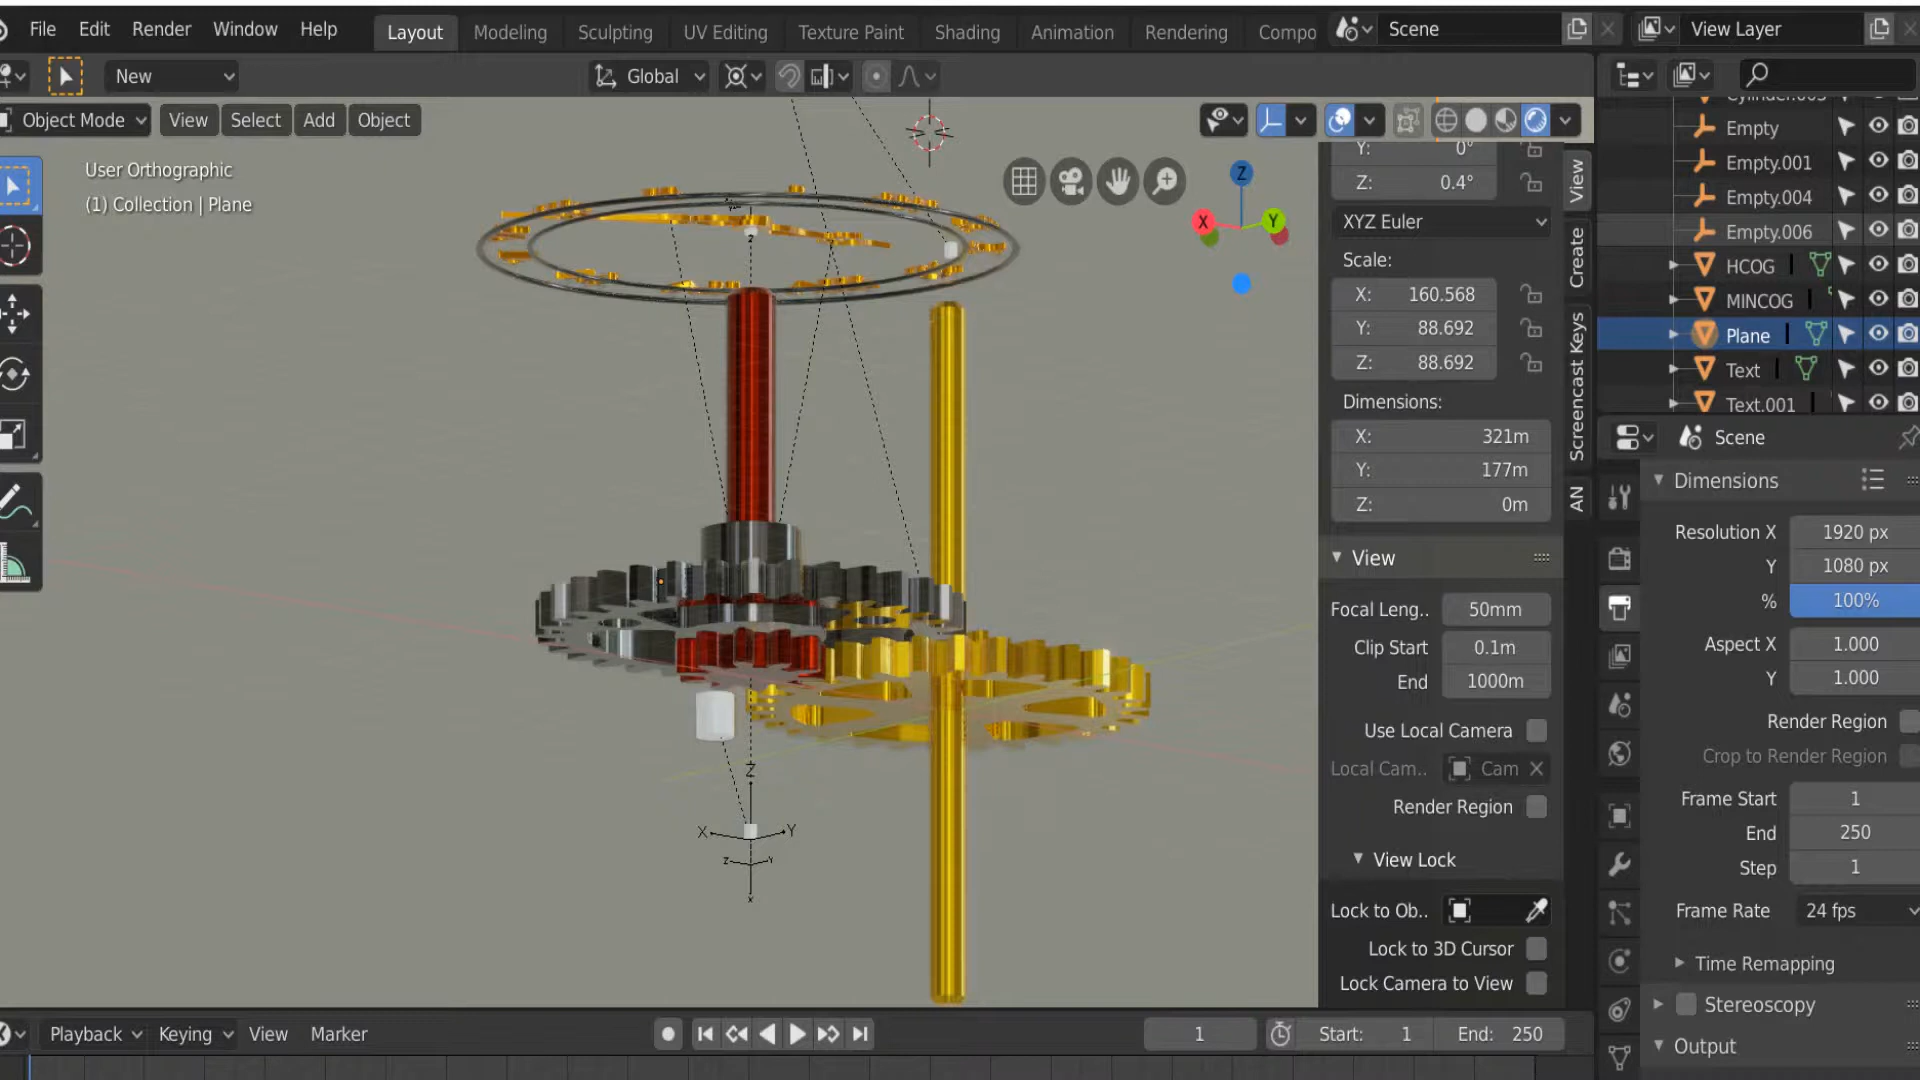 File Edit Render Window Help Layout Modeling Sculpting UV Editing Texture Paint Shading Animation Rendering Compo Scene View Layer
New Global
Object Mode View Select Add Object
User Orthographic
(1) Collection | Plane
Z
X Y
Z
X Y
Z Y
X
Y: 0°
Z: 0.4°
XYZ Euler
Scale:
X: 160.568
Y: 88.692
Z: 88.692
Dimensions:
X: 321m
Y: 177m
Z: 0m
View
Focal Leng.. 50mm
Clip Start 0.1m
End 1000m
Use Local Camera
Local Cam.. Cam
Render Region
View Lock
Lock to Ob..
Lock to 3D Cursor
Lock Camera to View
View
Create
Screencast Keys
AN
Cylinder.003
Empty
Empty.001
Empty.004
Empty.006
HCOG
MINCOG
Plane
Text
Text.001
Scene
Dimensions
Resolution X 1920 px
Y 1080 px
% 100%
Aspect X 1.000
Y 1.000
Render Region
Crop to Render Region
Frame Start 1
End 250
Step 1
Frame Rate 24 fps
Time Remapping
Stereoscopy
Output
Playback Keying View Marker 1 Start: 1 End: 250